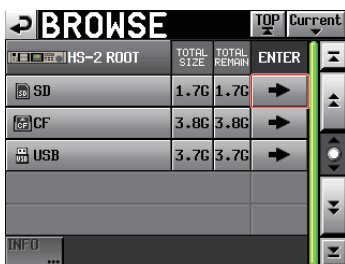 BROWSE TOP Current
HS-2 ROOT TOTAL SIZE TOTAL REMAIN ENTER
SD 1.7G 1.7G
CF 3.8G 3.8G
USB 3.7G 3.7G
INFO ...